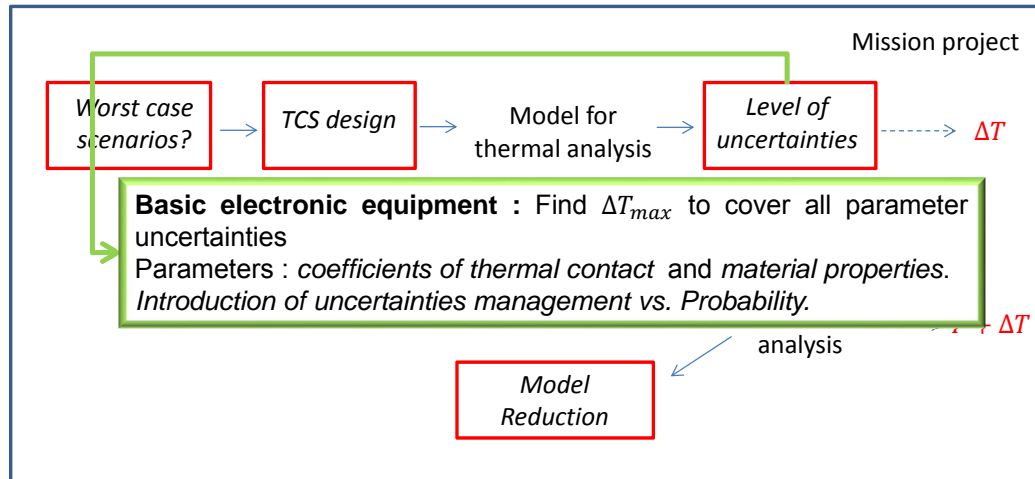 Mission project
Worst case
scenarios?
TCS design
Model for
thermal analysis
Level of
uncertainties
ΔT
Basic electronic equipment : Find ΔT_max to cover all parameter
uncertainties
Parameters : coefficients of thermal contact and material properties.
Introduction of uncertainties management vs. Probability.
+ ΔT
analysis
Model
Reduction